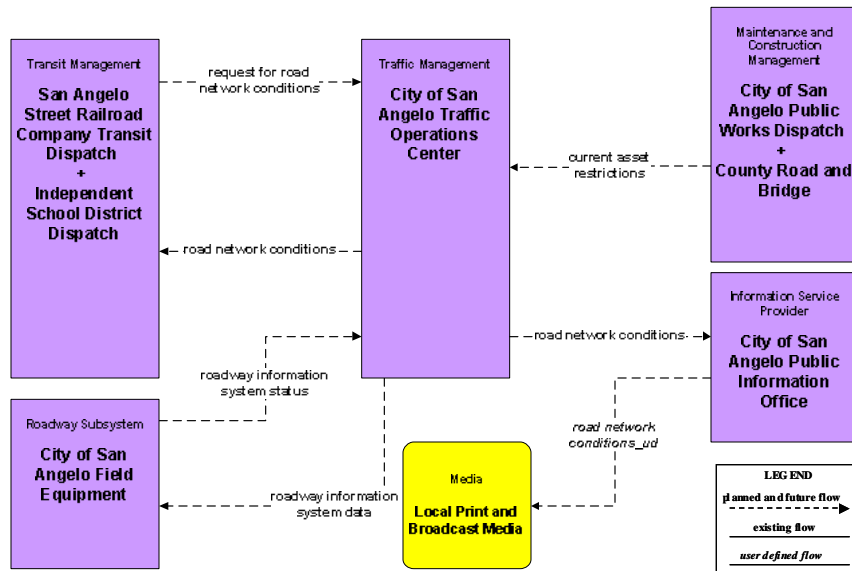 Transit Management
San Angelo
Street Railroad
Company Transit
Dispatch
+
Independent
School District
Dispatch
request for road
network conditions
Traffic Management
City of San
Angelo Traffic
Operations
Center
Maintenance and
Construction
Management
City of San
Angelo Public
Works Dispatch
+
County Road and
Bridge
current asset
restrictions
road network conditions
Information Service
Provider
City of San
Angelo Public
Information
Office
road network conditions
roadway information
system status
Roadway Subsystem
City of San
Angelo Field
Equipment
roadway information
system data
Media
Local Print and
Broadcast Media
road network
conditions_ud
LEGEND
planned and future flow
existing flow
user defined flow